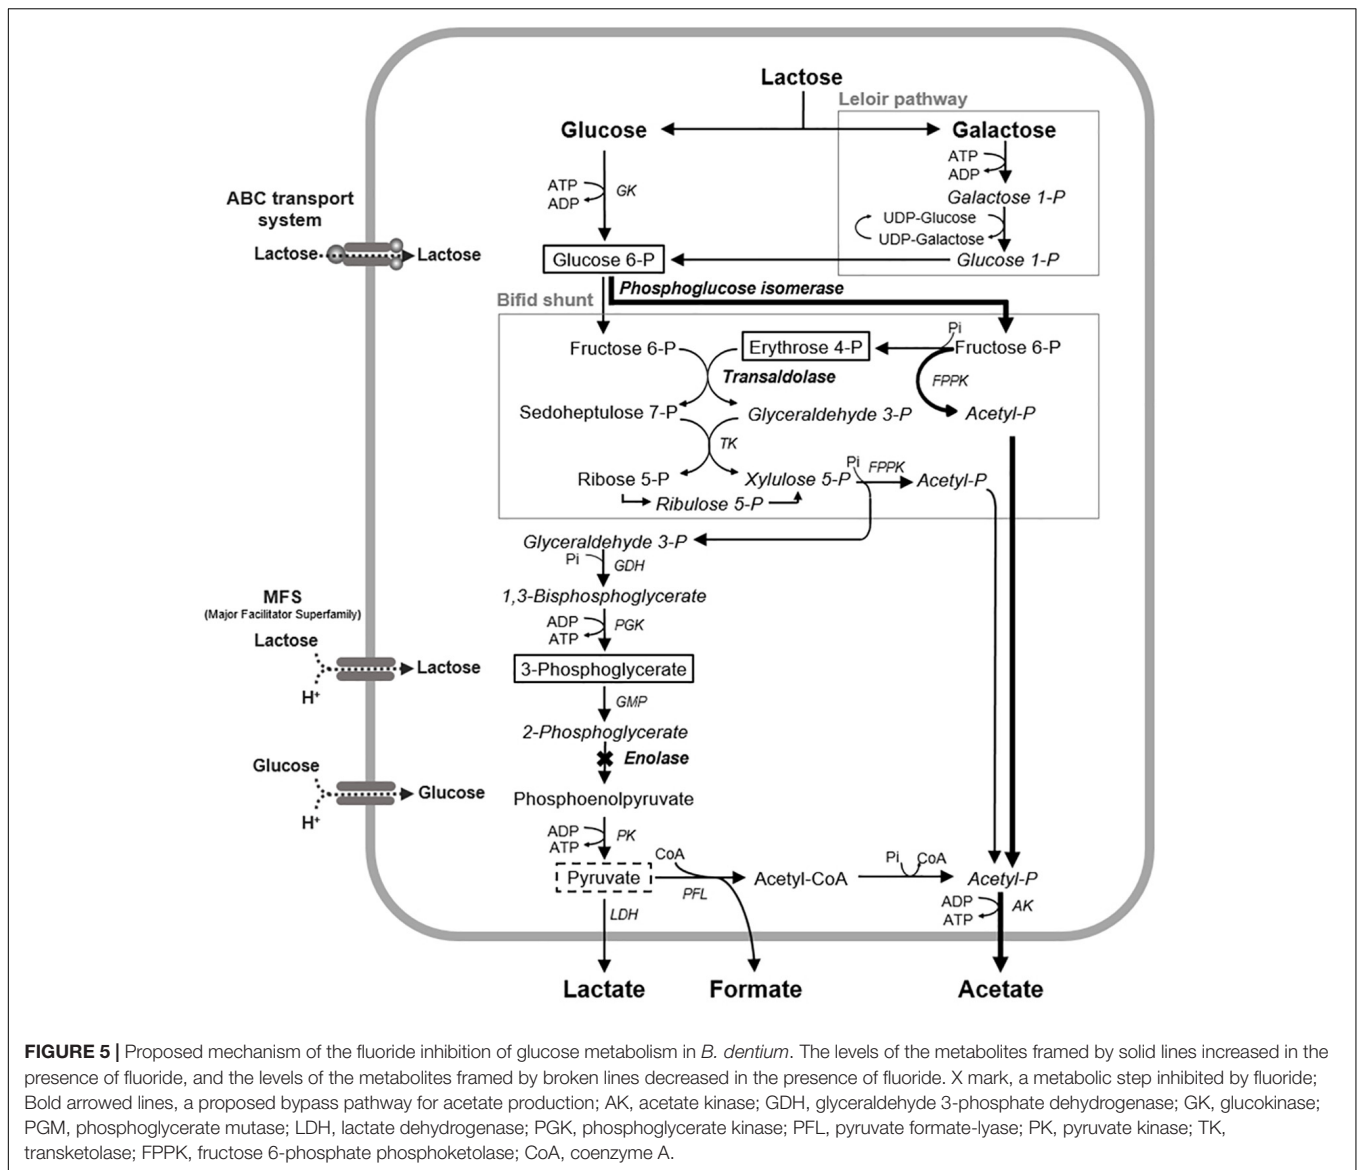 Lactose
Leloir pathway
Glucose
Galactose
ATP
ADP
GK
ATP
ADP
Galactose 1-P
UDP-Glucose
UDP-Galactose
Glucose 1-P
ABC transport
system
Lactose
Lactose
Glucose 6-P
Phosphoglucose isomerase
Bifid shunt
Fructose 6-P
Erythrose 4-P
Pi
Fructose 6-P
Transaldolase
FPPK
Sedoheptulose 7-P
Glyceraldehyde 3-P
Acetyl-P
TK
Ribose 5-P
Xylulose 5-P
Pi
FPPK
Acetyl-P
Ribulose 5-P
Glyceraldehyde 3-P
Pi
GDH
1,3-Bisphosphoglycerate
MFS
(Major Facilitator Superfamily)
ADP
ATP
PGK
Lactose
H+
Lactose
3-Phosphoglycerate
GMP
2-Phosphoglycerate
Enolase
Glucose
H+
Glucose
Phosphoenolpyruvate
ADP
ATP
PK
Pyruvate
CoA
PFL
Acetyl-CoA
Pi
CoA
Acetyl-P
LDH
ADP
ATP
AK
Lactate
Formate
Acetate
FIGURE 5 | Proposed mechanism of the fluoride inhibition of glucose metabolism in B. dentium. The levels of the metabolites framed by solid lines increased in the
presence of fluoride, and the levels of the metabolites framed by broken lines decreased in the presence of fluoride. X mark, a metabolic step inhibited by fluoride;
Bold arrowed lines, a proposed bypass pathway for acetate production; AK, acetate kinase; GDH, glyceraldehyde 3-phosphate dehydrogenase; GK, glucokinase;
PGM, phosphoglycerate mutase; LDH, lactate dehydrogenase; PGK, phosphoglycerate kinase; PFL, pyruvate formate-lyase; PK, pyruvate kinase; TK,
transketolase; FPPK, fructose 6-phosphate phosphoketolase; CoA, coenzyme A.